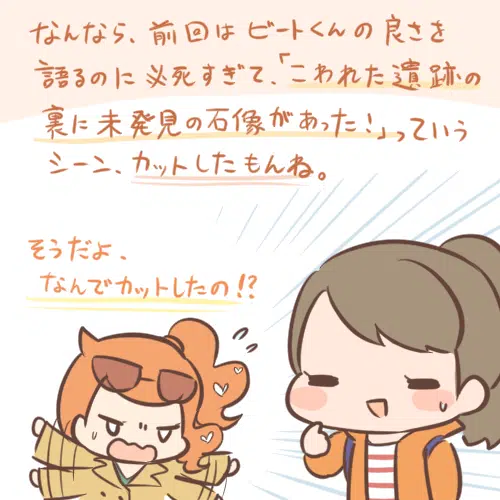 なんなら、前回はビートくんの良さを
語るのに必死すぎて、「こわれた遺跡の
裏に未発見の石像があった！」っていう
シーン、カットしたもんね。
そうだよ、
なんでカットしたの!?